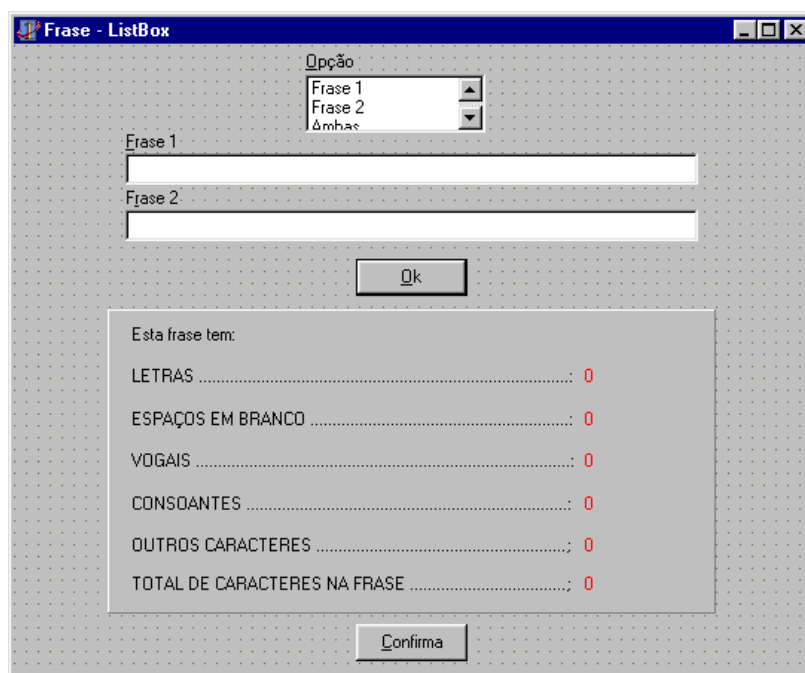 Frase - ListBox
Opção
Frase 1
Frase 2
Ambas
Frase 1
Frase 2
Ok
Esta frase tem:
LETRAS ..............................................................................: 0
ESPAÇOS EM BRANCO ......................................................: 0
VOGAIS ...............................................................................: 0
CONSOANTES ....................................................................: 0
OUTROS CARACTERES .....................................................; 0
TOTAL DE CARACTERES NA FRASE .................................; 0
Confirma